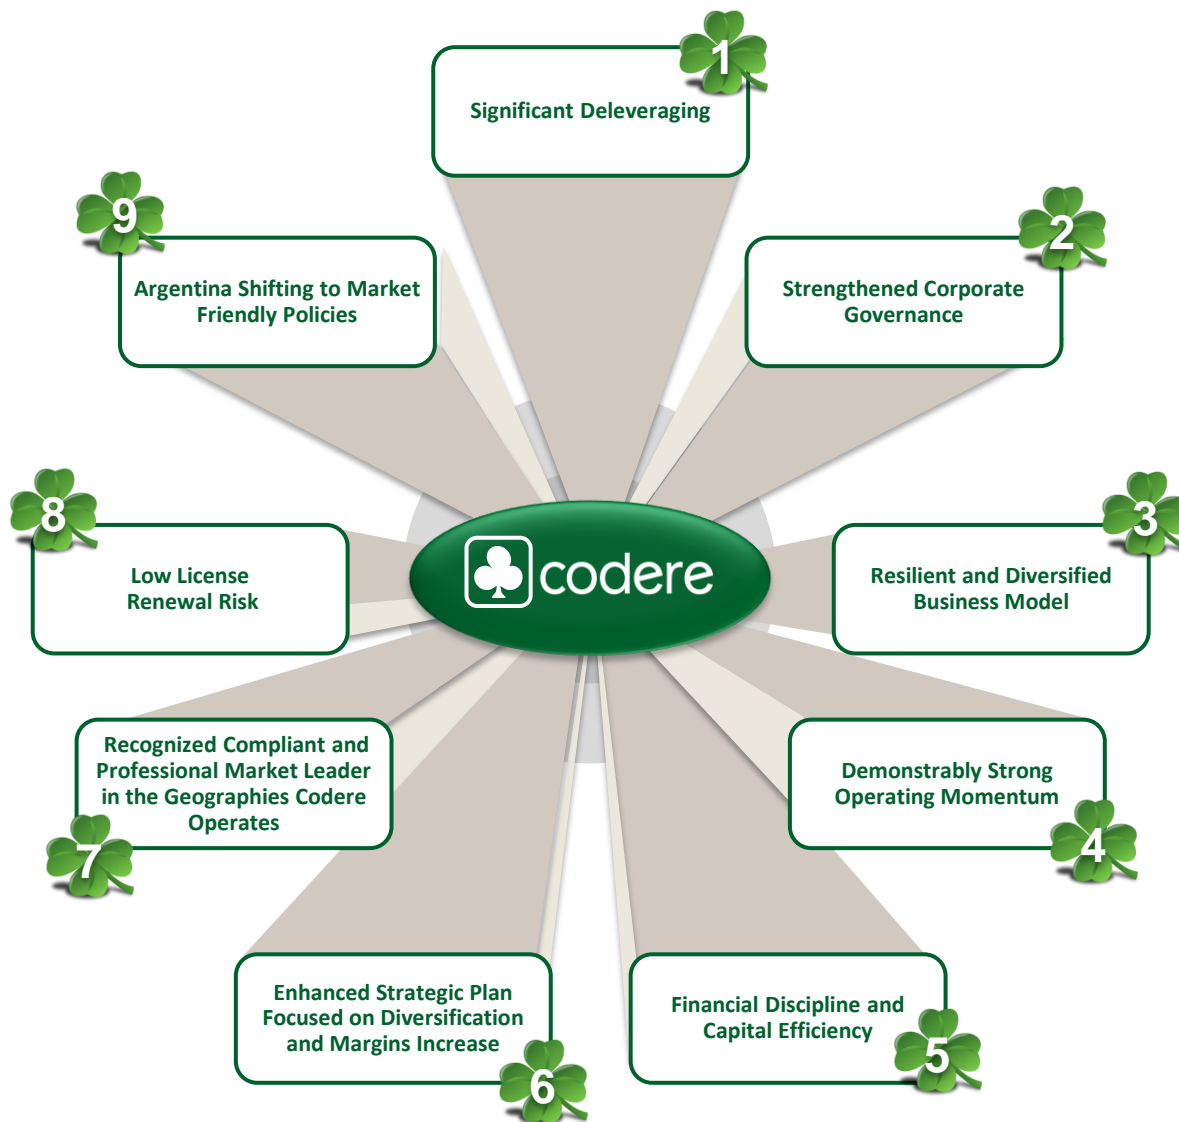 1
Significant Deleveraging
2
Strengthened Corporate
Governance
3
Resilient and Diversified
Business Model
4
Demonstrably Strong
Operating Momentum
5
Financial Discipline and
Capital Efficiency
6
Enhanced Strategic Plan
Focused on Diversification
and Margins Increase
7
Recognized Compliant and
Professional Market Leader
in the Geographies Codere
Operates
8
Low License
Renewal Risk
9
Argentina Shifting to Market
Friendly Policies
codere